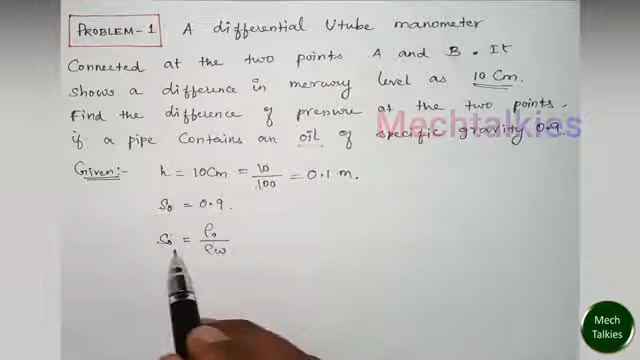 PROBLEM-1 A differential Utube manometer
Connected at the two points A and B. It
shows a difference in mercury level as 10 Cm.
Find the difference of pressure at the two points.
if a pipe contains an oil of specific gravity 0.9.
Mechtalkies
Given:- h = 10 Cm = 10/100 = 0.1 m.
S₀ = 0.9.
S₀ = ρ₀/ρw
Mech
Talkies